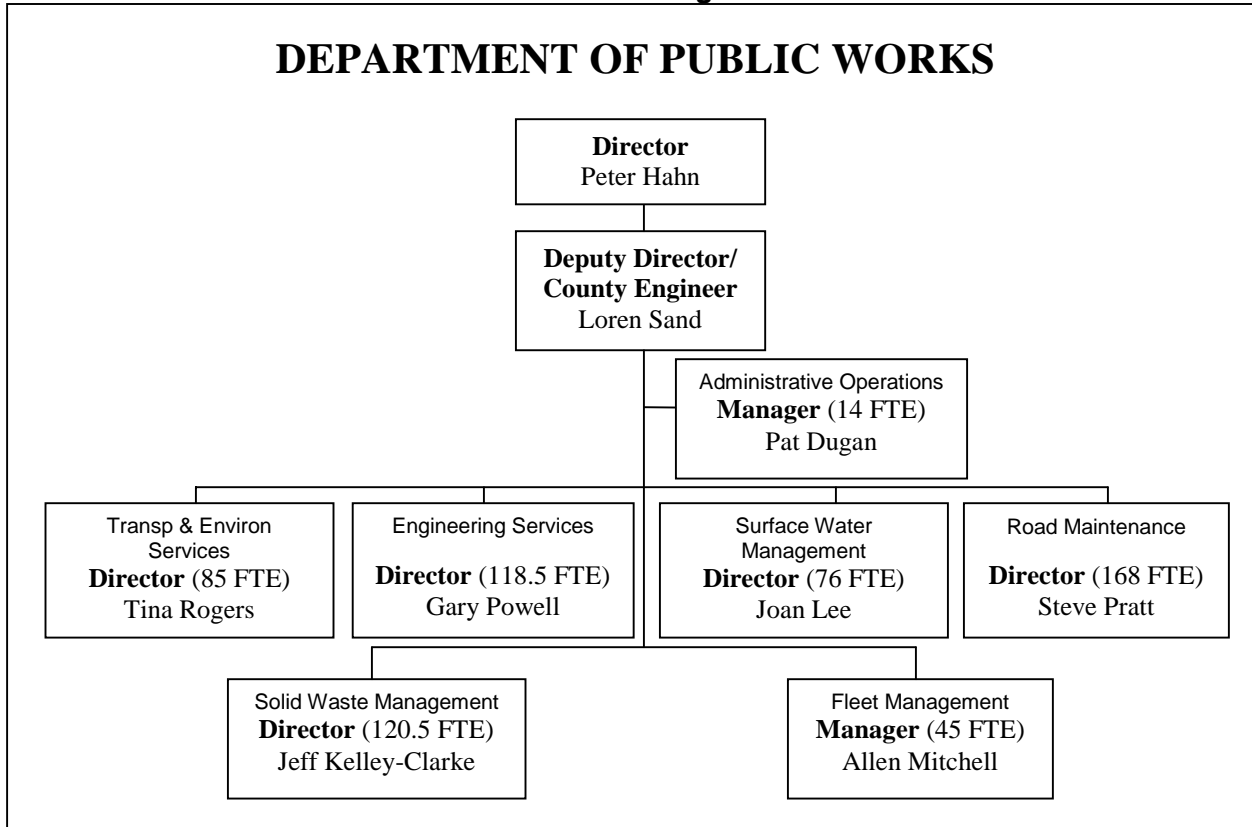 DEPARTMENT OF PUBLIC WORKS
Director
Peter Hahn
Deputy Director/
County Engineer
Loren Sand
Administrative Operations
Manager (14 FTE)
Pat Dugan
Transp & Environ
Services
Director (85 FTE)
Tina Rogers
Engineering Services
Director (118.5 FTE)
Gary Powell
Surface Water
Management
Director (76 FTE)
Joan Lee
Road Maintenance
Director (168 FTE)
Steve Pratt
Solid Waste Management
Director (120.5 FTE)
Jeff Kelley-Clarke
Fleet Management
Manager (45 FTE)
Allen Mitchell